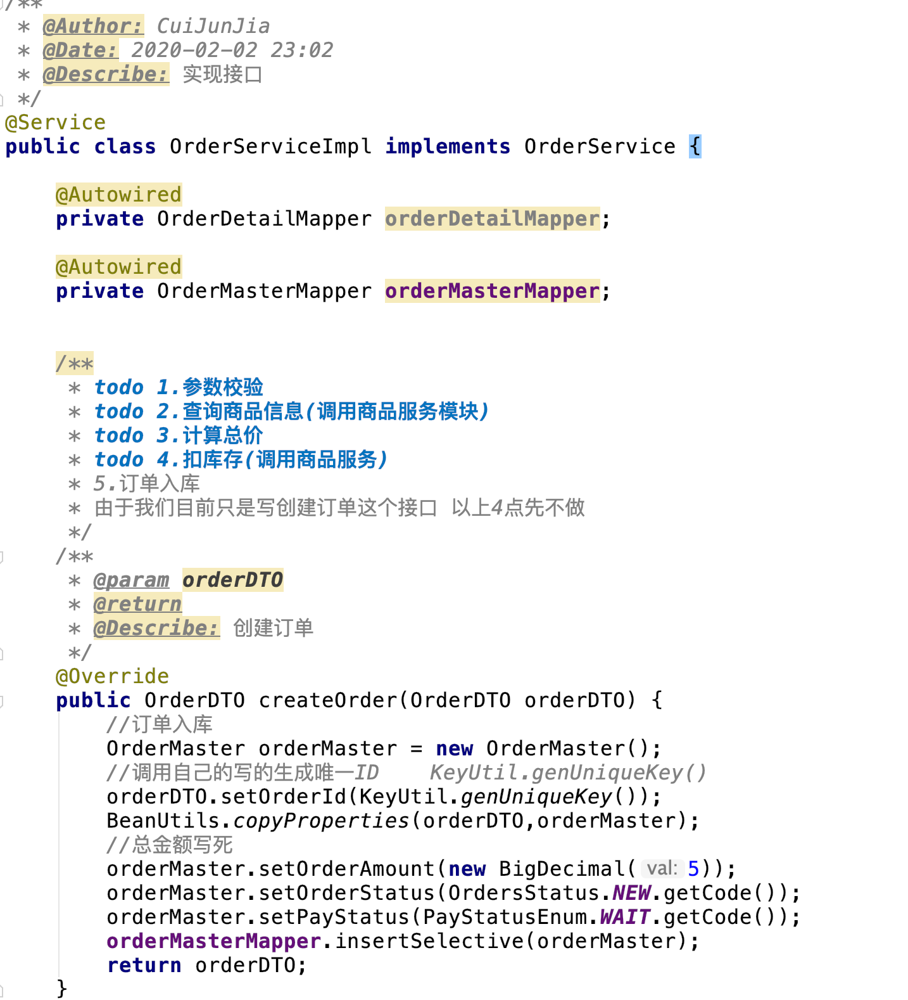 /**
* @Author: CuiJunJia
* @Date: 2020-02-02 23:02
* @Describe: 实现接口
*/
@Service
public class OrderServiceImpl implements OrderService {
@Autowired
private OrderDetailMapper orderDetailMapper;
@Autowired
private OrderMasterMapper orderMasterMapper;
/**
* todo 1.参数校验
* todo 2.查询商品信息(调用商品服务模块)
* todo 3.计算总价
* todo 4.扣库存(调用商品服务)
* 5.订单入库
* 由于我们目前只是写创建订单这个接口 以上4点先不做
*/
/**
* @param orderDTO
* @return
* @Describe: 创建订单
*/
@Override
public OrderDTO createOrder(OrderDTO orderDTO) {
//订单入库
OrderMaster orderMaster = new OrderMaster();
//调用自己的写的生成唯一ID    KeyUtil.genUniqueKey()
orderDTO.setOrderId(KeyUtil.genUniqueKey());
BeanUtils.copyProperties(orderDTO,orderMaster);
//总金额写死
orderMaster.setOrderAmount(new BigDecimal( val: 5));
orderMaster.setOrderStatus(OrdersStatus.NEW.getCode());
orderMaster.setPayStatus(PayStatusEnum.WAIT.getCode());
orderMasterMapper.insertSelective(orderMaster);
return orderDTO;
}